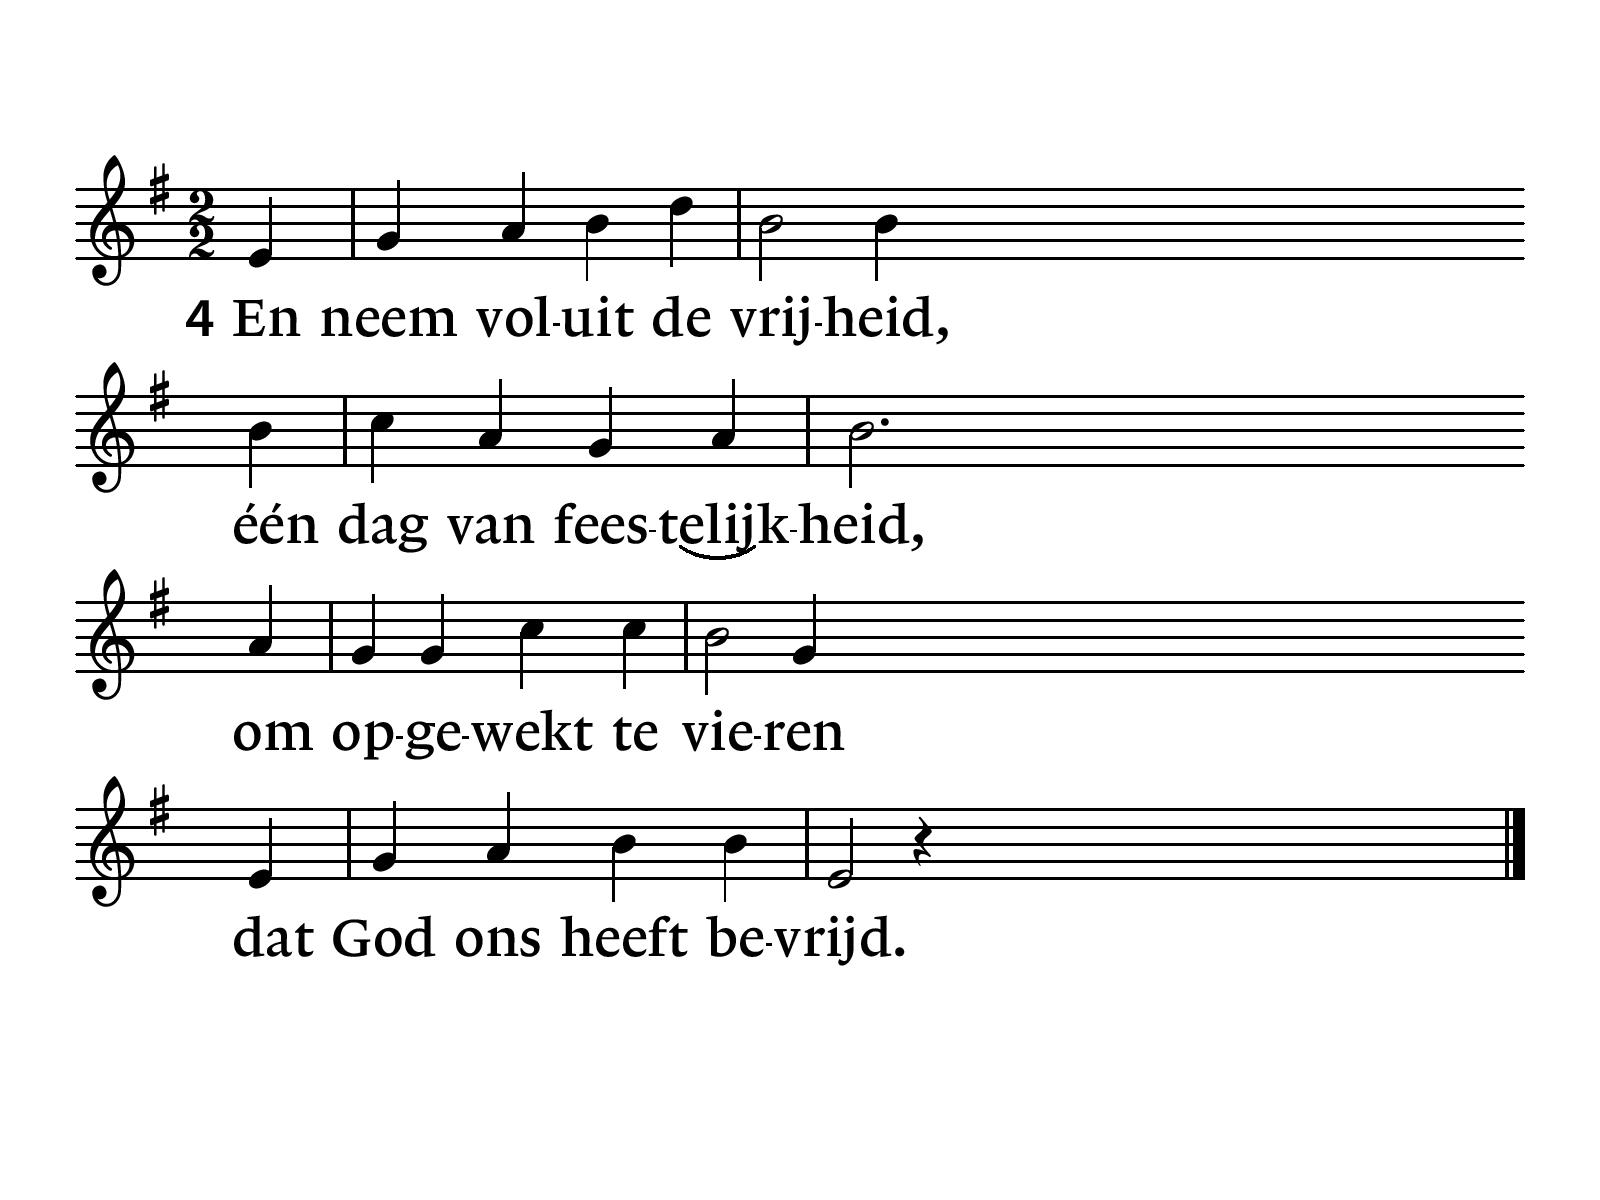 4 En neem vol-uit de vrij-heid,
één dag van fees-telijk-heid,
om op-ge-wekt te vie-ren
dat God ons heeft be-vrijd.